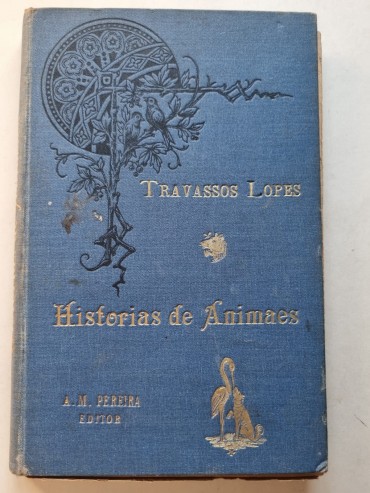 TRAVASSOS LOPES
Historias de Animaes
A. M. PEREIRA
EDITOR